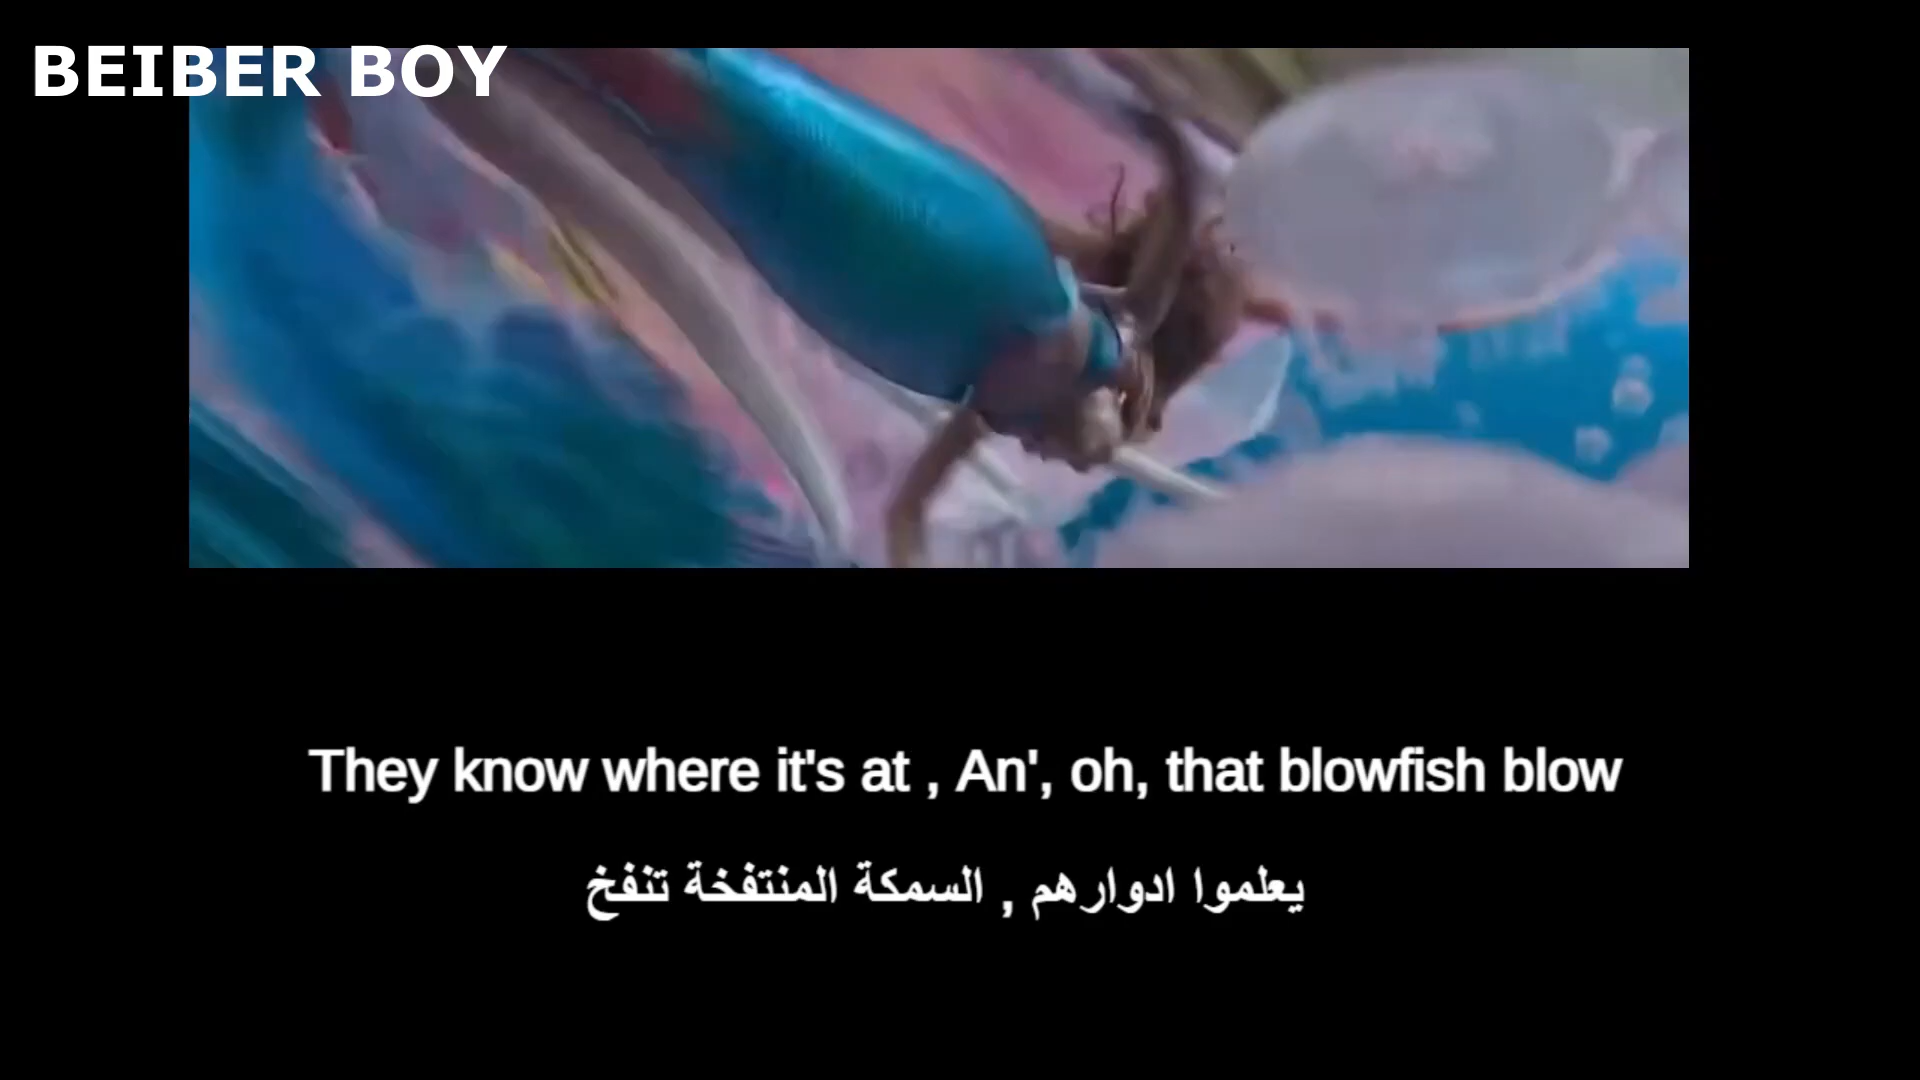 BEIBER BOY
They know where it's at , An', oh, that blowfish blow
يعلموا ادوارهم , السمكة المنتفخة تنفخ